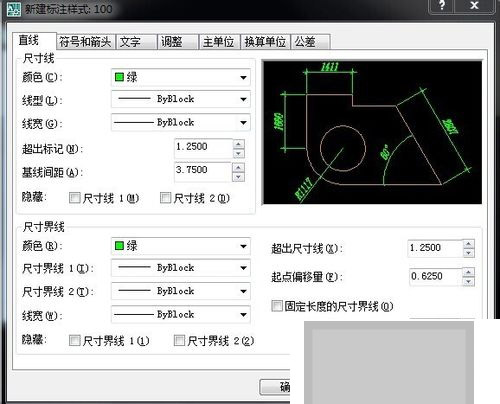 新建标注样式: 100
直线 符号和箭头 文字 调整 主单位 换算单位 公差
尺寸线
颜色(C): 绿
线型(L): ByBlock
线宽(G): ByBlock
超出标记(N): 1.2500
基线间距(A): 3.7500
隐藏: 尺寸线 1(M) 尺寸线 2(D)
1411
1600
2807
60°
R1117
尺寸界线
颜色(R): 绿
尺寸界线 1(I): ByBlock
尺寸界线 2(T): ByBlock
线宽(W): ByBlock
隐藏: 尺寸界线 1(1) 尺寸界线 2(2)
超出尺寸线(X): 1.2500
起点偏移量(F): 0.6250
固定长度的尺寸界线(O)